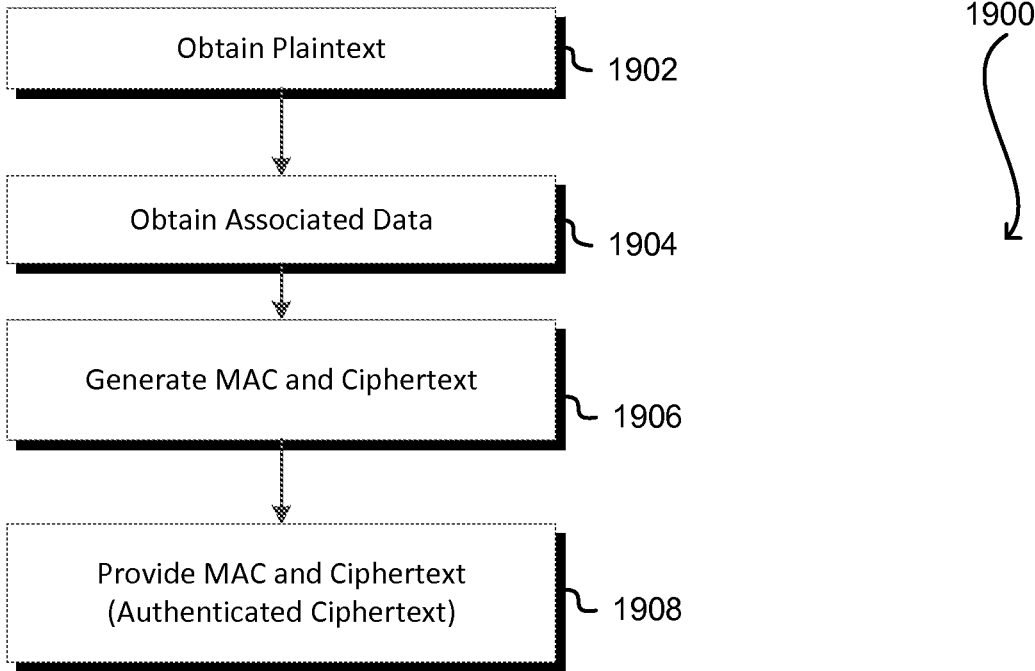 1900
Obtain Plaintext
1902
Obtain Associated Data
1904
Generate MAC and Ciphertext
1906
Provide MAC and Ciphertext
(Authenticated Ciphertext)
1908